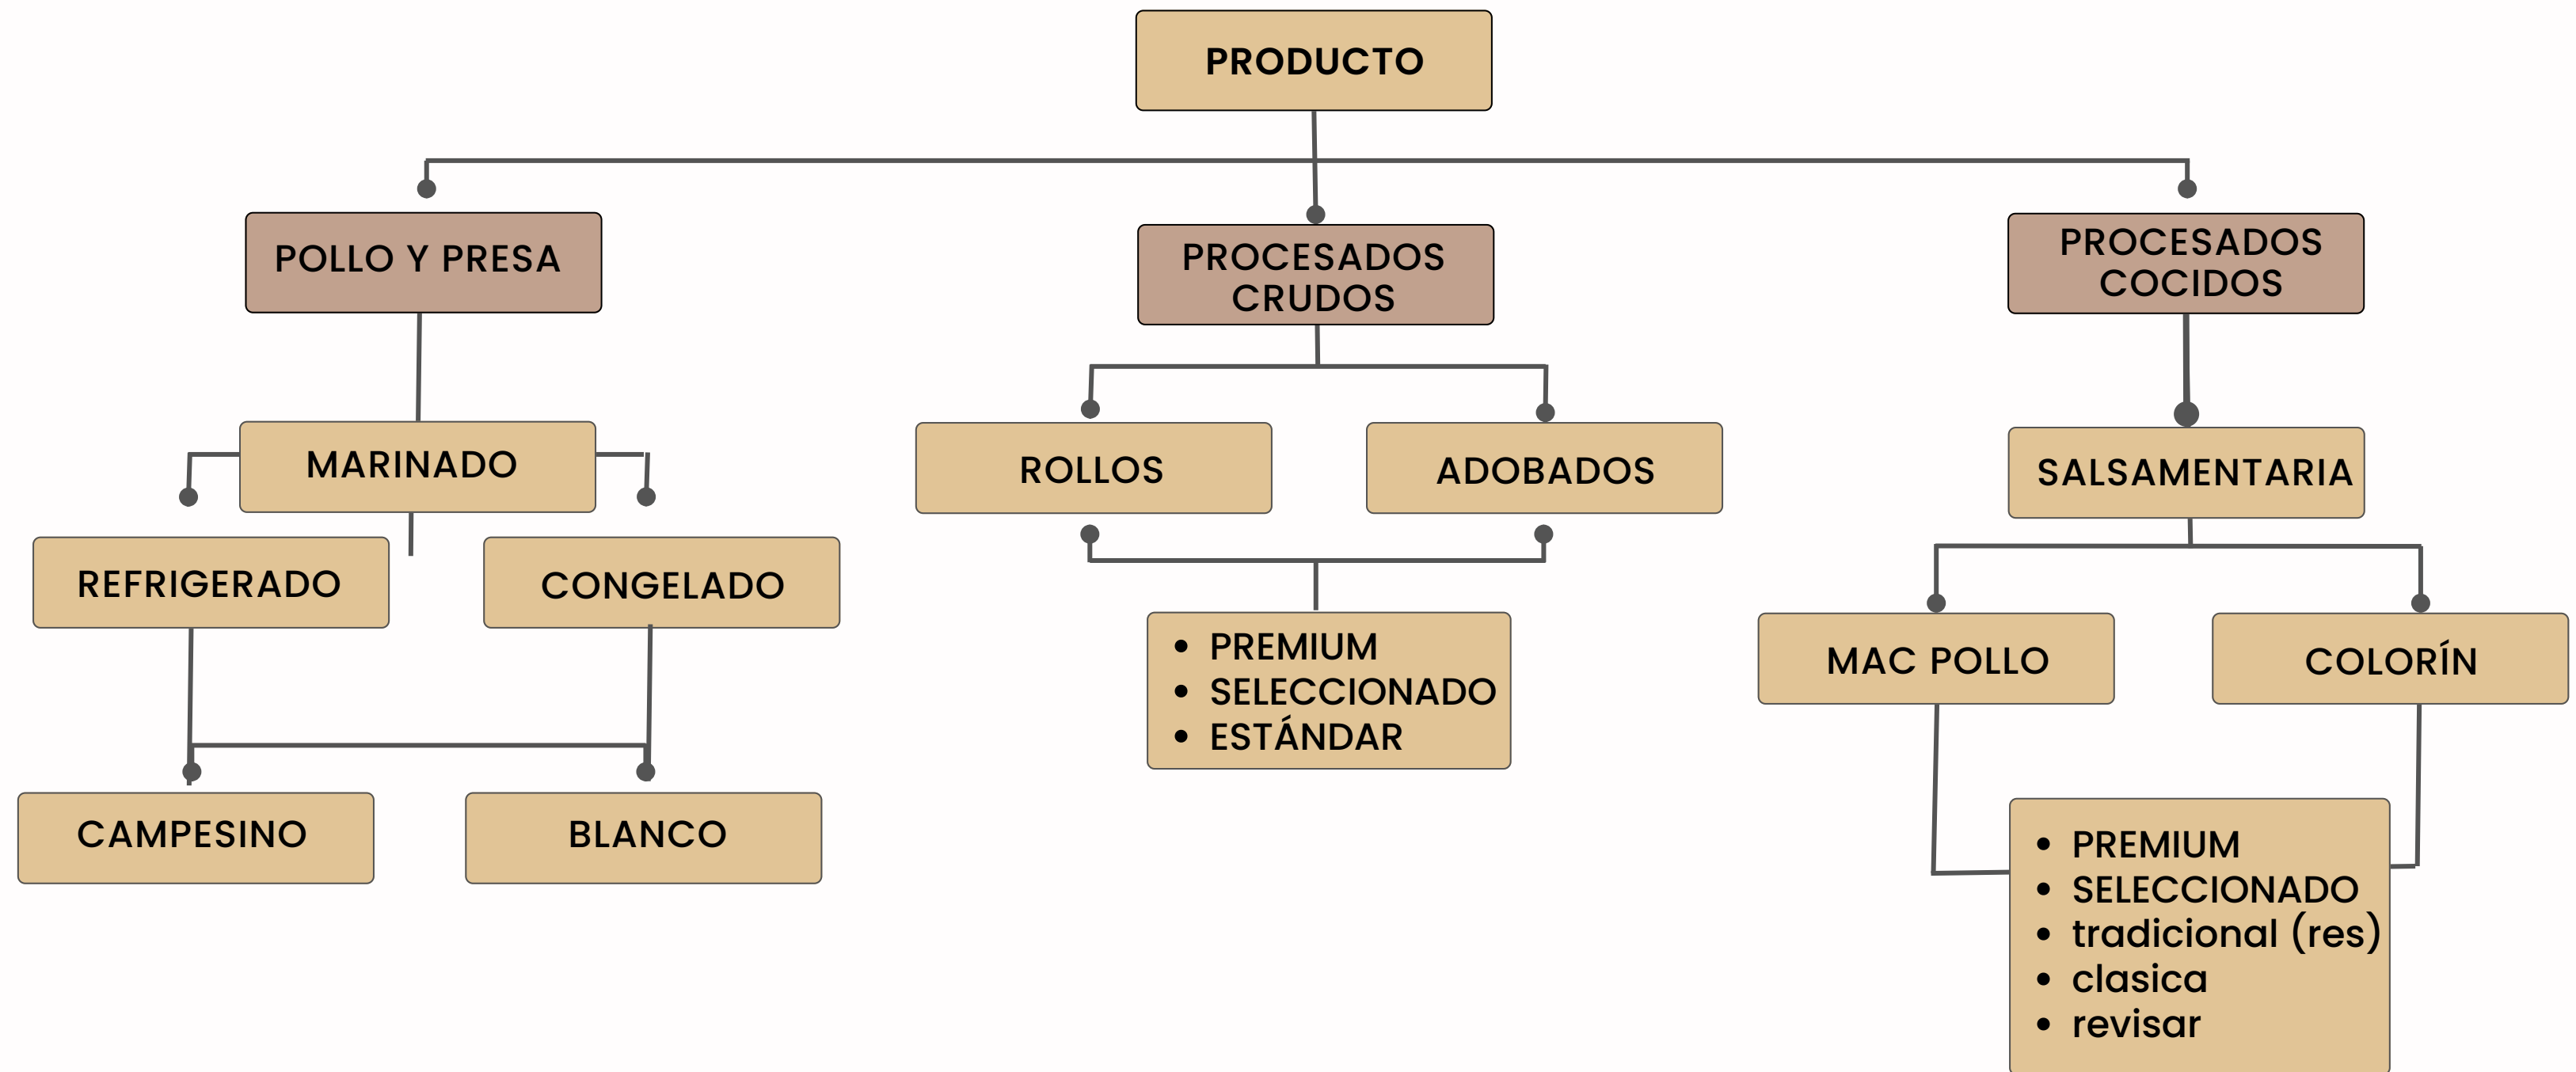 PRODUCTO
POLLO Y PRESA
PROCESADOS
CRUDOS
PROCESADOS
COCIDOS
MARINADO
ROLLOS
ADOBADOS
SALSAMENTARIA
REFRIGERADO
CONGELADO
• PREMIUM
• SELECCIONADO
• ESTÁNDAR
MAC POLLO
COLORÍN
CAMPESINO
BLANCO
• PREMIUM
• SELECCIONADO
• tradicional (res)
• clasica
• revisar